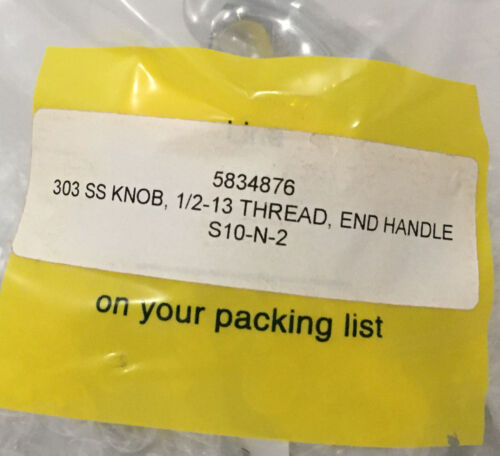 5834876
303 SS KNOB, 1/2-13 THREAD, END HANDLE
S10-N-2
on your packing list